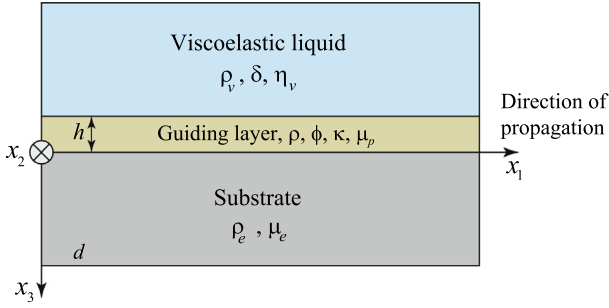 Viscoelastic liquid
ρᵥ, δ, ηᵥ
Direction of
propagation
h
Guiding layer, ρ, ϕ, κ, μₚ
x₂
x₁
Substrate
ρₑ , μₑ
d
x₃